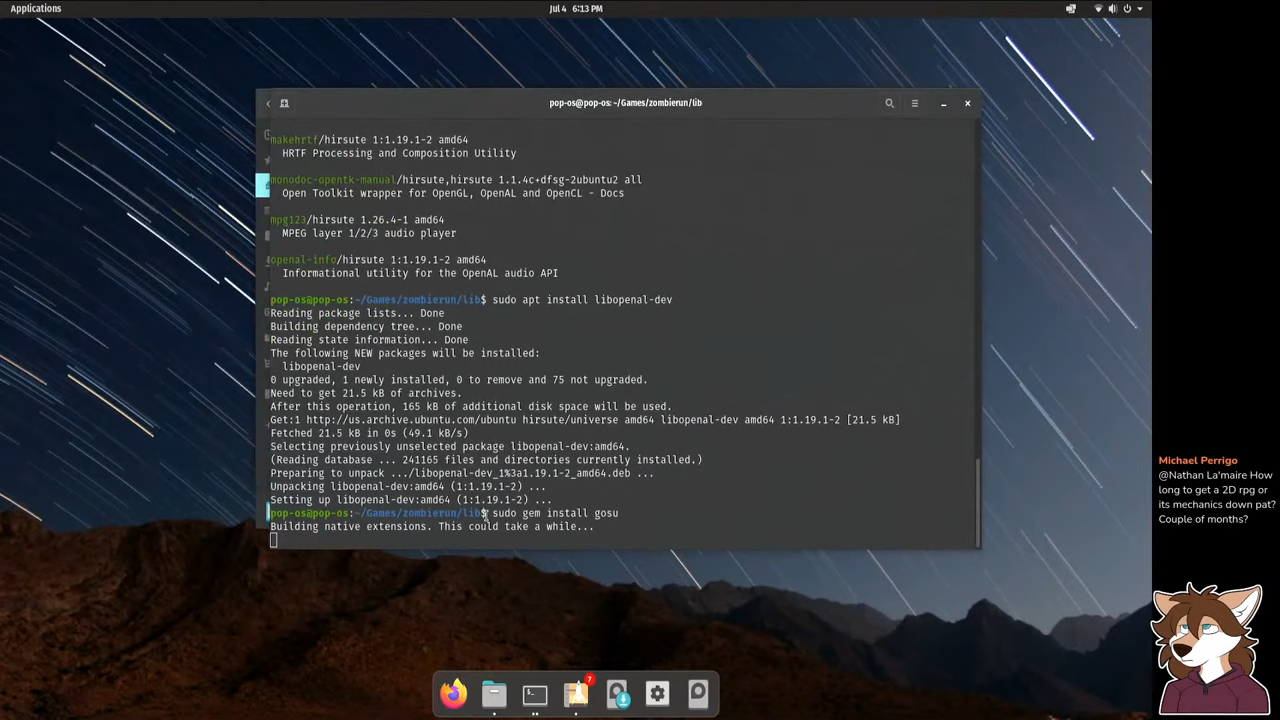 Applications
Jul 4 6:13 PM
pop-os@pop-os: ~/Games/zombierun/lib
makehrtf/hirsute 1:1.19.1-2 amd64
HRTF Processing and Composition Utility
monodoc-opentk-manual/hirsute,hirsute 1.1.4c+dfsg-2ubuntu2 all
Open Toolkit wrapper for OpenGL, OpenAL and OpenCL - Docs
mpg123/hirsute 1.26.4-1 amd64
MPEG layer 1/2/3 audio player
openal-info/hirsute 1:1.19.1-2 amd64
Informational utility for the OpenAL audio API
pop-os@pop-os:~/Games/zombierun/lib$ sudo apt install libopenal-dev
Reading package lists... Done
Building dependency tree... Done
Reading state information... Done
The following NEW packages will be installed:
libopenal-dev
0 upgraded, 1 newly installed, 0 to remove and 75 not upgraded.
Need to get 21.5 kB of archives.
After this operation, 165 kB of additional disk space will be used.
Get:1 http://us.archive.ubuntu.com/ubuntu hirsute/universe amd64 libopenal-dev amd64 1:1.19.1-2 [21.5 kB]
Fetched 21.5 kB in 0s (49.1 kB/s)
Selecting previously unselected package libopenal-dev:amd64.
(Reading database ... 241165 files and directories currently installed.)
Preparing to unpack .../libopenal-dev_1%3a1.19.1-2_amd64.deb ...
Unpacking libopenal-dev:amd64 (1:1.19.1-2) ...
Setting up libopenal-dev:amd64 (1:1.19.1-2) ...
pop-os@pop-os:~/Games/zombierun/lib$ sudo gem install gosu
Building native extensions. This could take a while...
Michael Perrigo
@Nathan La'maire How
long to get a 2D rpg or
its mechanics down pat?
Couple of months?
7